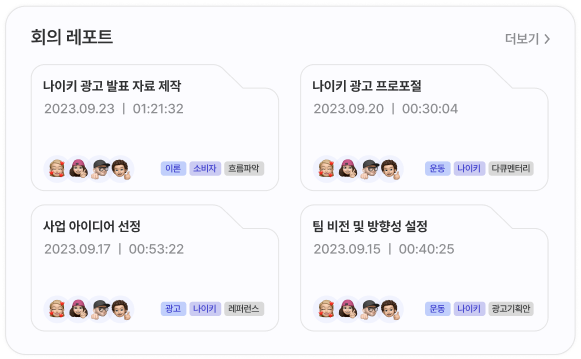 회의 레포트
더보기 >
나이키 광고 발표 자료 제작
2023.09.23 | 01:21:32
이론 소비자 흐름파악
나이키 광고 프로포절
2023.09.20 | 00:30:04
운동 나이키 다큐멘터리
사업 아이디어 선정
2023.09.17 | 00:53:22
광고 나이키 레퍼런스
팀 비전 및 방향성 설정
2023.09.15 | 00:40:25
운동 나이키 광고기획안